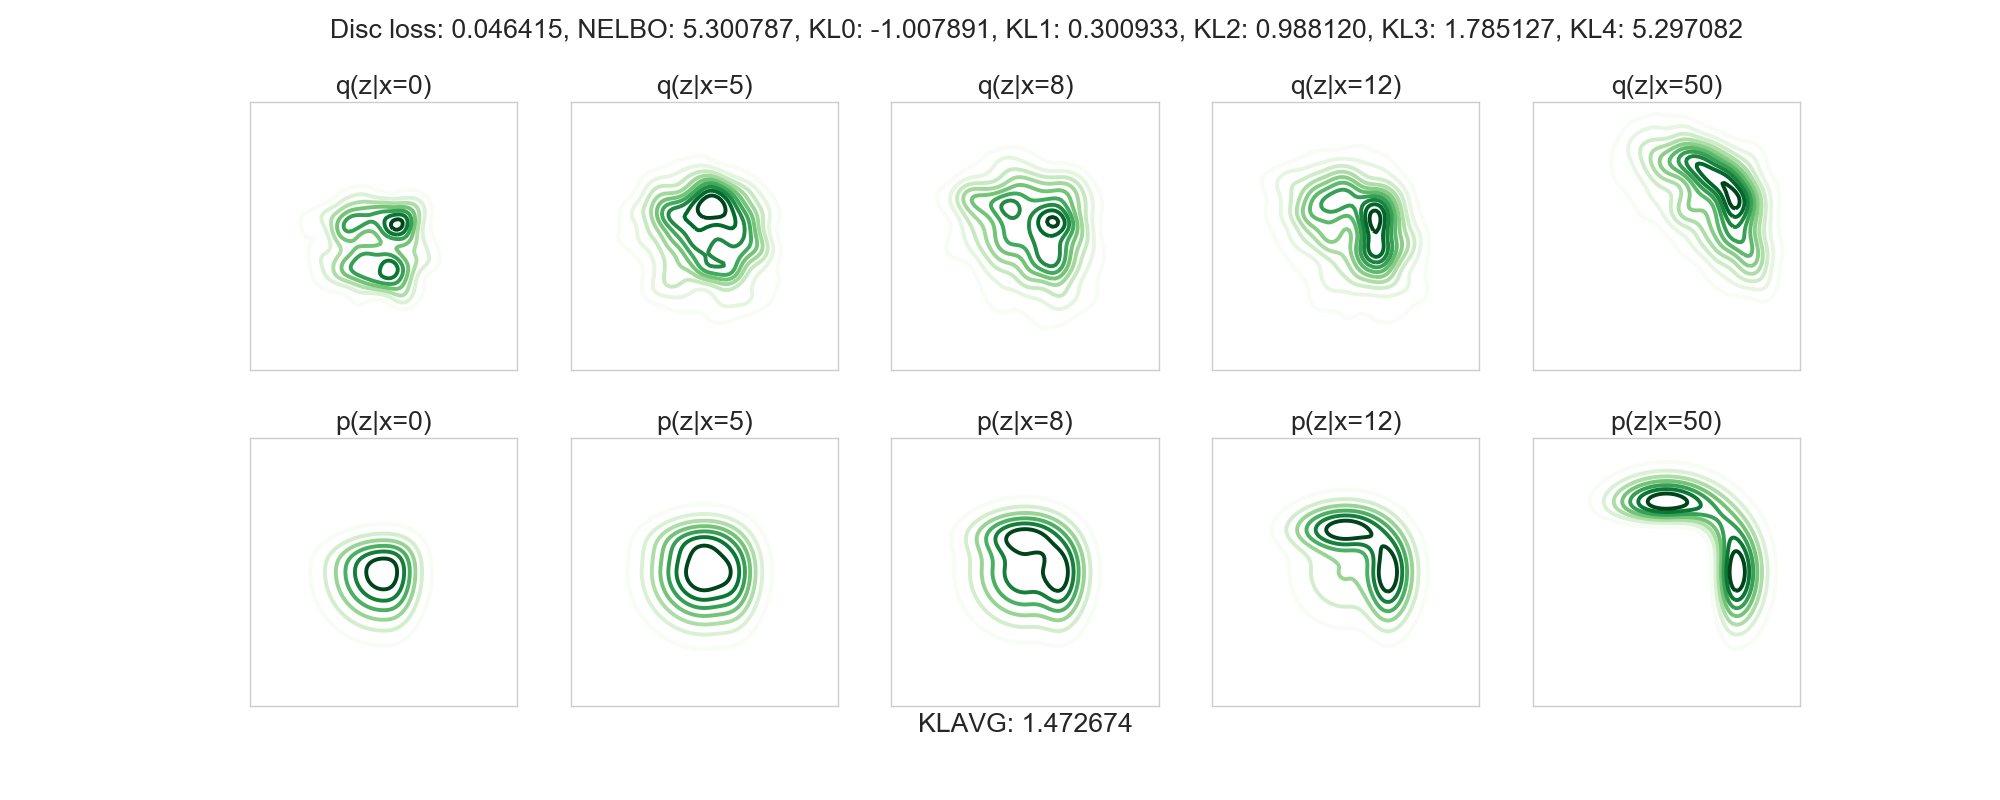 Disc loss: 0.046415, NELBO: 5.300787, KL0: -1.007891, KL1: 0.300933, KL2: 0.988120, KL3: 1.785127, KL4: 5.297082
q(z|x=0) q(z|x=5) q(z|x=8) q(z|x=12) q(z|x=50)
p(z|x=0) p(z|x=5) p(z|x=8) p(z|x=12) p(z|x=50)
KLAVG: 1.472674